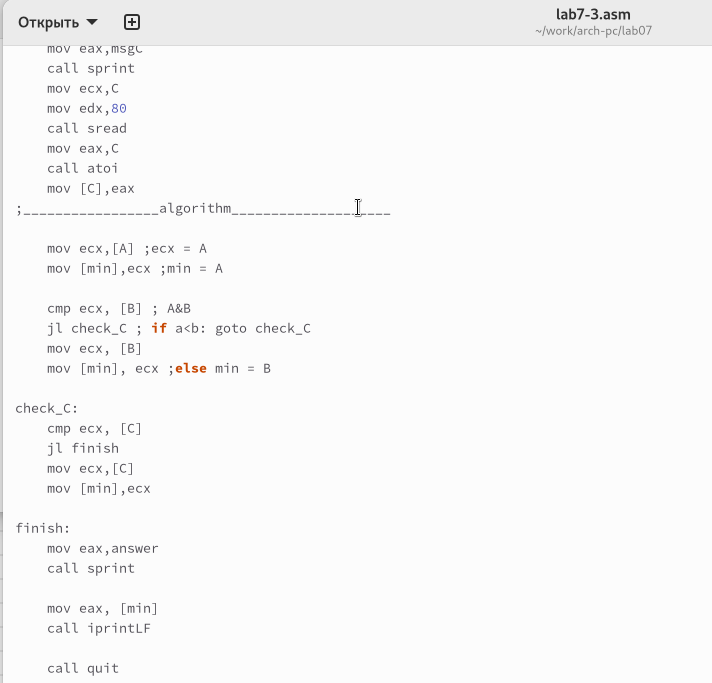 Открыть
lab7-3.asm
~/work/arch-pc/lab07
mov eax,msgC
call sprint
mov ecx,C
mov edx,80
call sread
mov eax,C
call atoi
mov [C],eax
;_________________algorithm____________________
mov ecx,[A] ;ecx = A
mov [min],ecx ;min = A
cmp ecx, [B] ; A&B
jl check_C ; if a<b: goto check_C
mov ecx, [B]
mov [min], ecx ;else min = B
check_C:
cmp ecx, [C]
jl finish
mov ecx,[C]
mov [min],ecx
finish:
mov eax,answer
call sprint
mov eax, [min]
call iprintLF
call quit